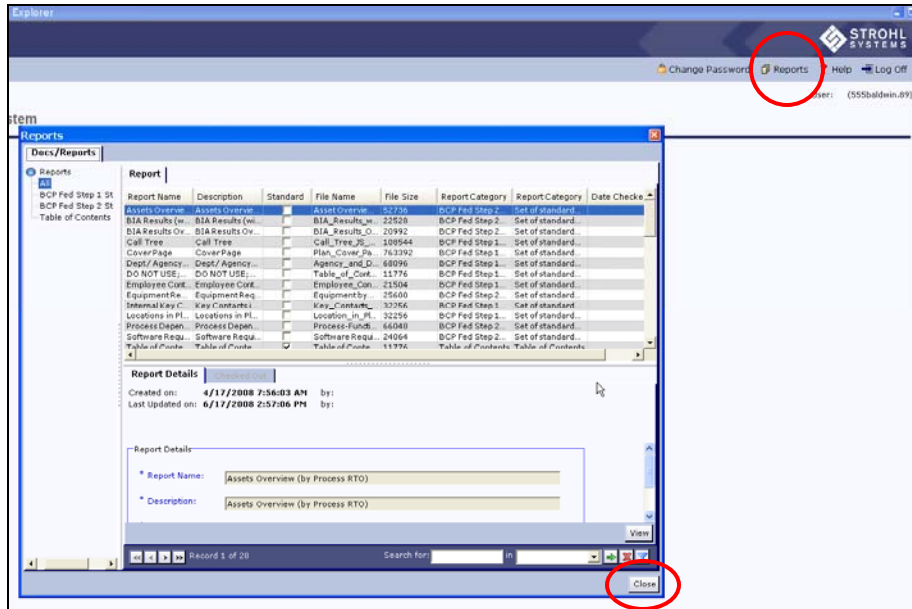 Explorer
STROHL
SYSTEMS
Change Password Reports Help Log Off
(555baldwin.89)
stem
Reports
Docs/Reports
Reports
All
BCP Fed Step 1 St
BCP Fed Step 2 St
Table of Contents
Report
Report Name Description Standard File Name File Size Report Category Report Category Date Checke
Assets Overvie... Assets Overvie... AssetOvervie... 52736 BCP Fed Step 2... Set of standard...
BIA Results (w... BIA Results (wi... BIA_Results_w... 22528 BCP Fed Step 2... Set of standard...
BIA Results Ov... BIA Results Ov... BIA_Results_O... 20992 BCP Fed Step 2... Set of standard...
Call Tree Call Tree Call_Tree_JS_... 108544 BCP Fed Step 1... Set of standard...
CoverPage CoverPage Plan_Cover_Pa... 763392 BCP Fed Step 1... Set of standard...
Dept/ Agency... Dept/ Agency... Agency_and_D... 68096 BCP Fed Step 1... Set of standard...
DO NOT USE;... DO NOT USE;... Table_of_Cont... 11776 BCP Fed Step 1... Set of standard...
Employee Cont... Employee Cont... Employee_Con... 21504 BCP Fed Step 1... Set of standard...
EquipmentRe... EquipmentReq... Equipmentby... 25600 BCP Fed Step 2... Set of standard...
Internal Key C... Key Contacts i... Key_Contacts_... 32256 BCP Fed Step 1... Set of standard...
Locations in Pl... Locations in Pl... Location_in_Pl... 32256 BCP Fed Step 1... Set of standard...
Process Depen... Process Depen... Process-Functi... 66048 BCP Fed Step 2... Set of standard...
Software Requ... Software Requi... Software Requi... 24064 BCP Fed Step 2... Set of standard...
Table of Conte... Table of Conte... Table_of_Cont... 11776 Table of Contents Table of Contents
Report Details Checked Out
Created on: 4/17/2008 7:56:03 AM by:
Last Updated on: 6/17/2008 2:57:06 PM by:
Report Details
* Report Name: Assets Overview (by Process RTO)
* Description: Assets Overview (by Process RTO)
View
Record 1 of 28 Search for: in
Close